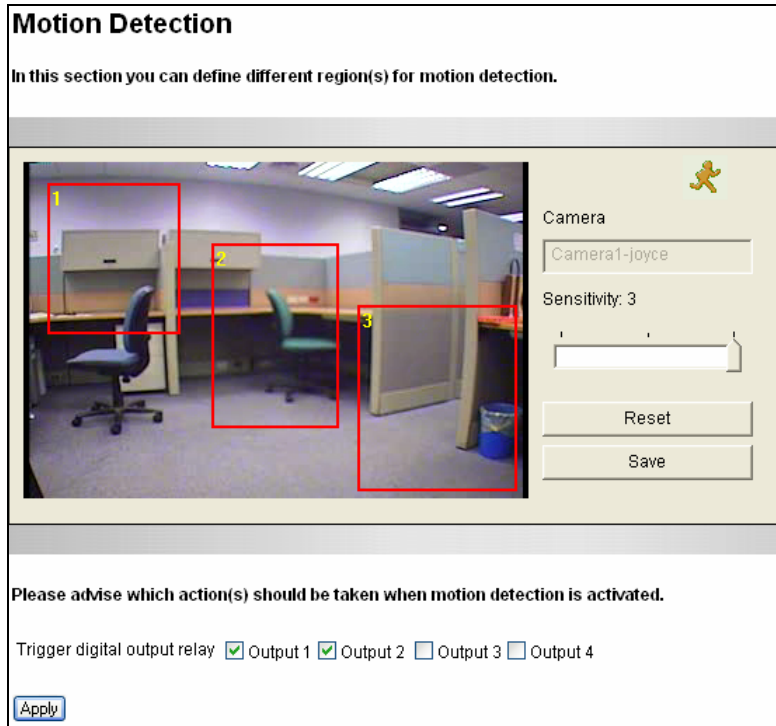 Motion Detection
In this section you can define different region(s) for motion detection.
1
2
3
Camera
Camera1-joyce
Sensitivity: 3
Reset
Save
Please advise which action(s) should be taken when motion detection is activated.
Trigger digital output relay Output 1 Output 2 Output 3 Output 4
Apply